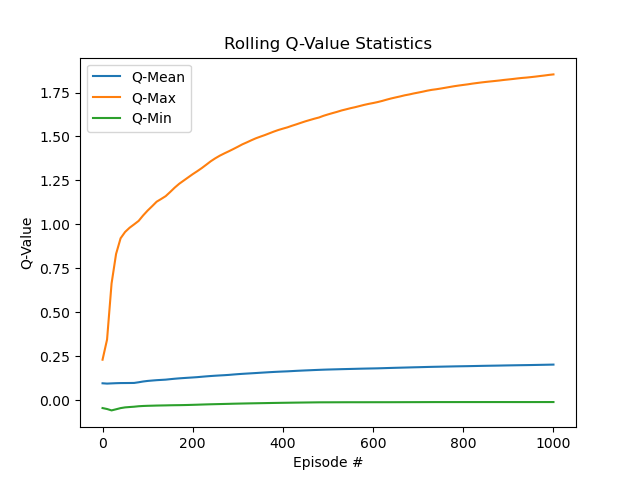 Rolling Q-Value Statistics
Q-Mean
Q-Max
Q-Min
Q-Value
1.75
1.50
1.25
1.00
0.75
0.50
0.25
0.00
0 200 400 600 800 1000
Episode #